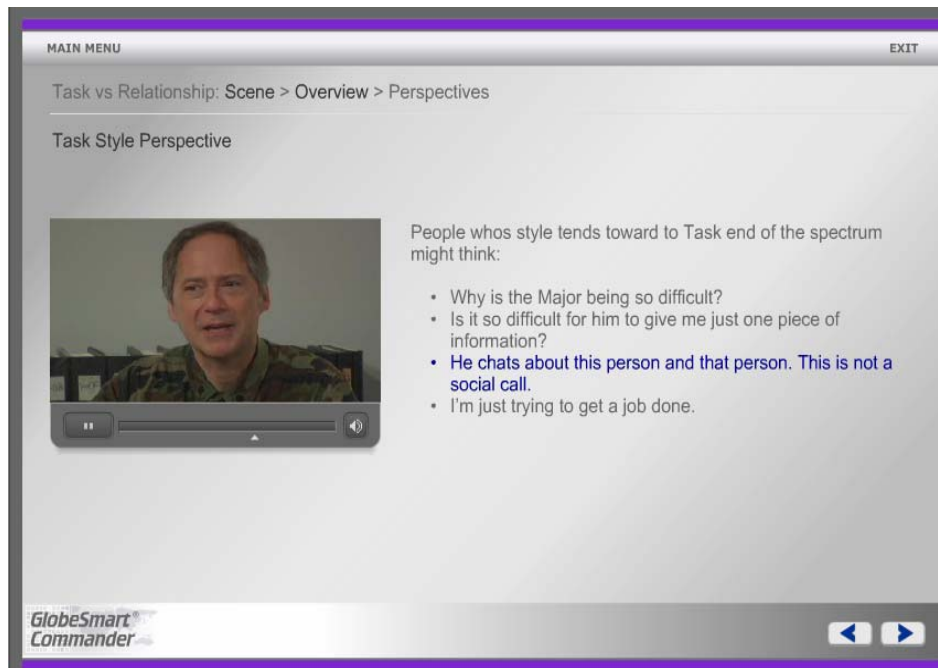 MAIN MENU
EXIT
Task vs Relationship: Scene > Overview > Perspectives
Task Style Perspective
People whos style tends toward to Task end of the spectrum
might think:
• Why is the Major being so difficult?
• Is it so difficult for him to give me just one piece of
information?
• He chats about this person and that person. This is not a
social call.
• I'm just trying to get a job done.
GlobeSmart®
Commander